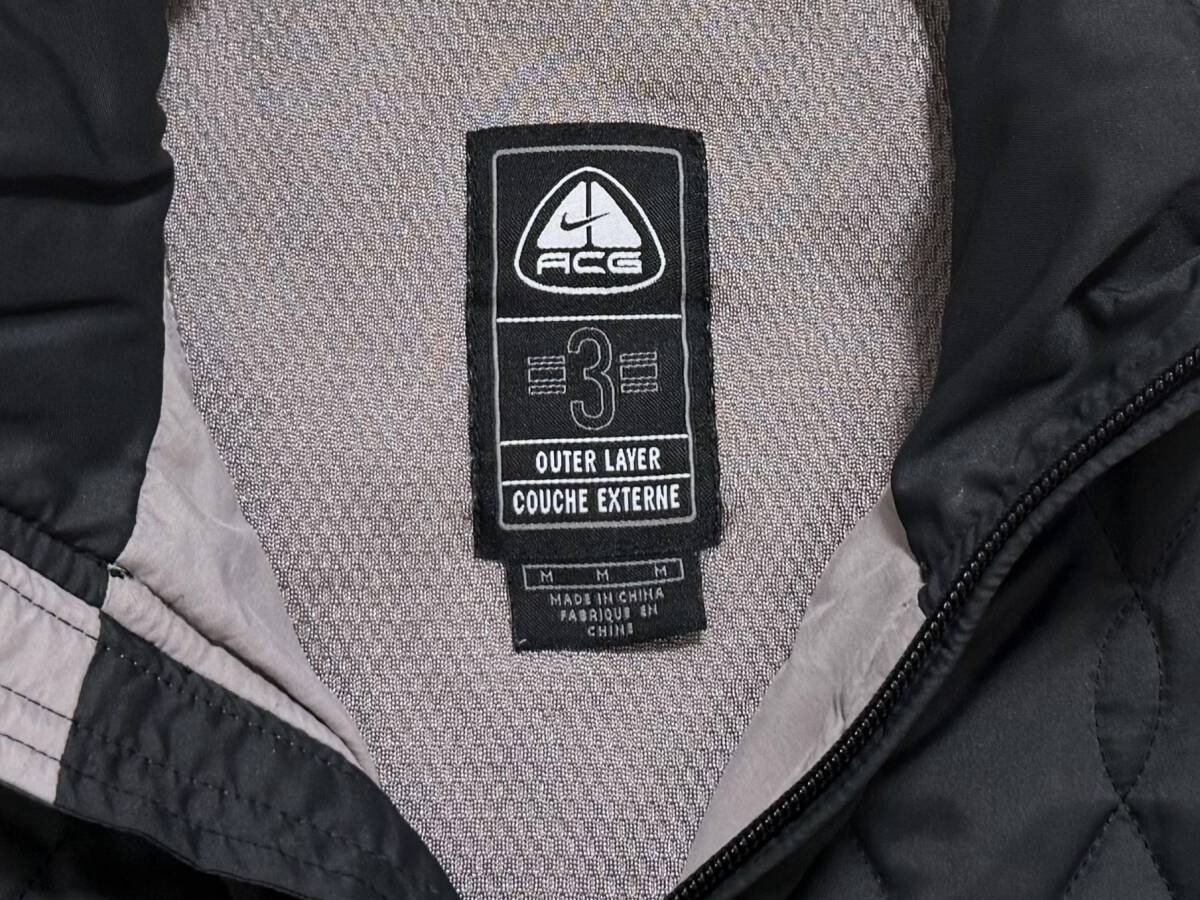 ACG
3
OUTER LAYER
COUCHE EXTERNE
M M M
MADE IN CHINA
FABRIQUE EN
CHINE